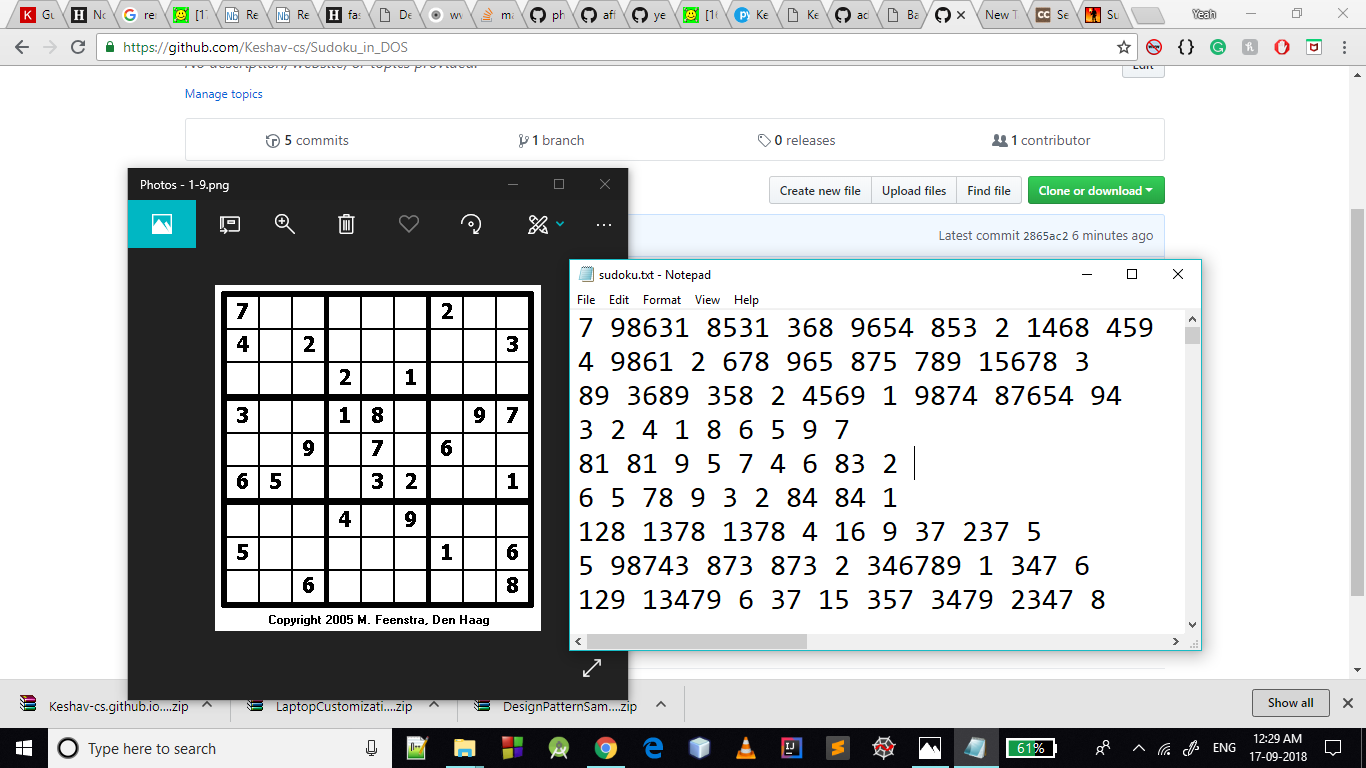 K Gu
H No
G re
[17
Nb Re
Nb Re
H fas
De
wv
ma
ph
aff
ye
[16
Ke
Ke
ac
Ba
New T
CC Se
Su
Yeah
https://github.com/Keshav-cs/Sudoku_in_DOS
No description, website, or topics provided.
Edit
Manage topics
5 commits
1 branch
0 releases
1 contributor
Create new file
Upload files
Find file
Clone or download
Latest commit 2865ac2 6 minutes ago
Photos - 1-9.png
7 2
4 2 3
2 1
3 1 8 9 7
9 7 6
6 5 3 2 1
4 9
5 1 6
6 8
Copyright 2005 M. Feenstra, Den Haag
sudoku.txt - Notepad
File Edit Format View Help
7 98631 8531 368 9654 853 2 1468 459
4 9861 2 678 965 875 789 15678 3
89 3689 358 2 4569 1 9874 87654 94
3 2 4 1 8 6 5 9 7
81 81 9 5 7 4 6 83 2
6 5 78 9 3 2 84 84 1
128 1378 1378 4 16 9 37 237 5
5 98743 873 873 2 346789 1 347 6
129 13479 6 37 15 357 3479 2347 8
Keshav-cs.github.io....zip
LaptopCustomizati....zip
DesignPatternSam....zip
Show all
Type here to search
61%
ENG
12:29 AM
17-09-2018